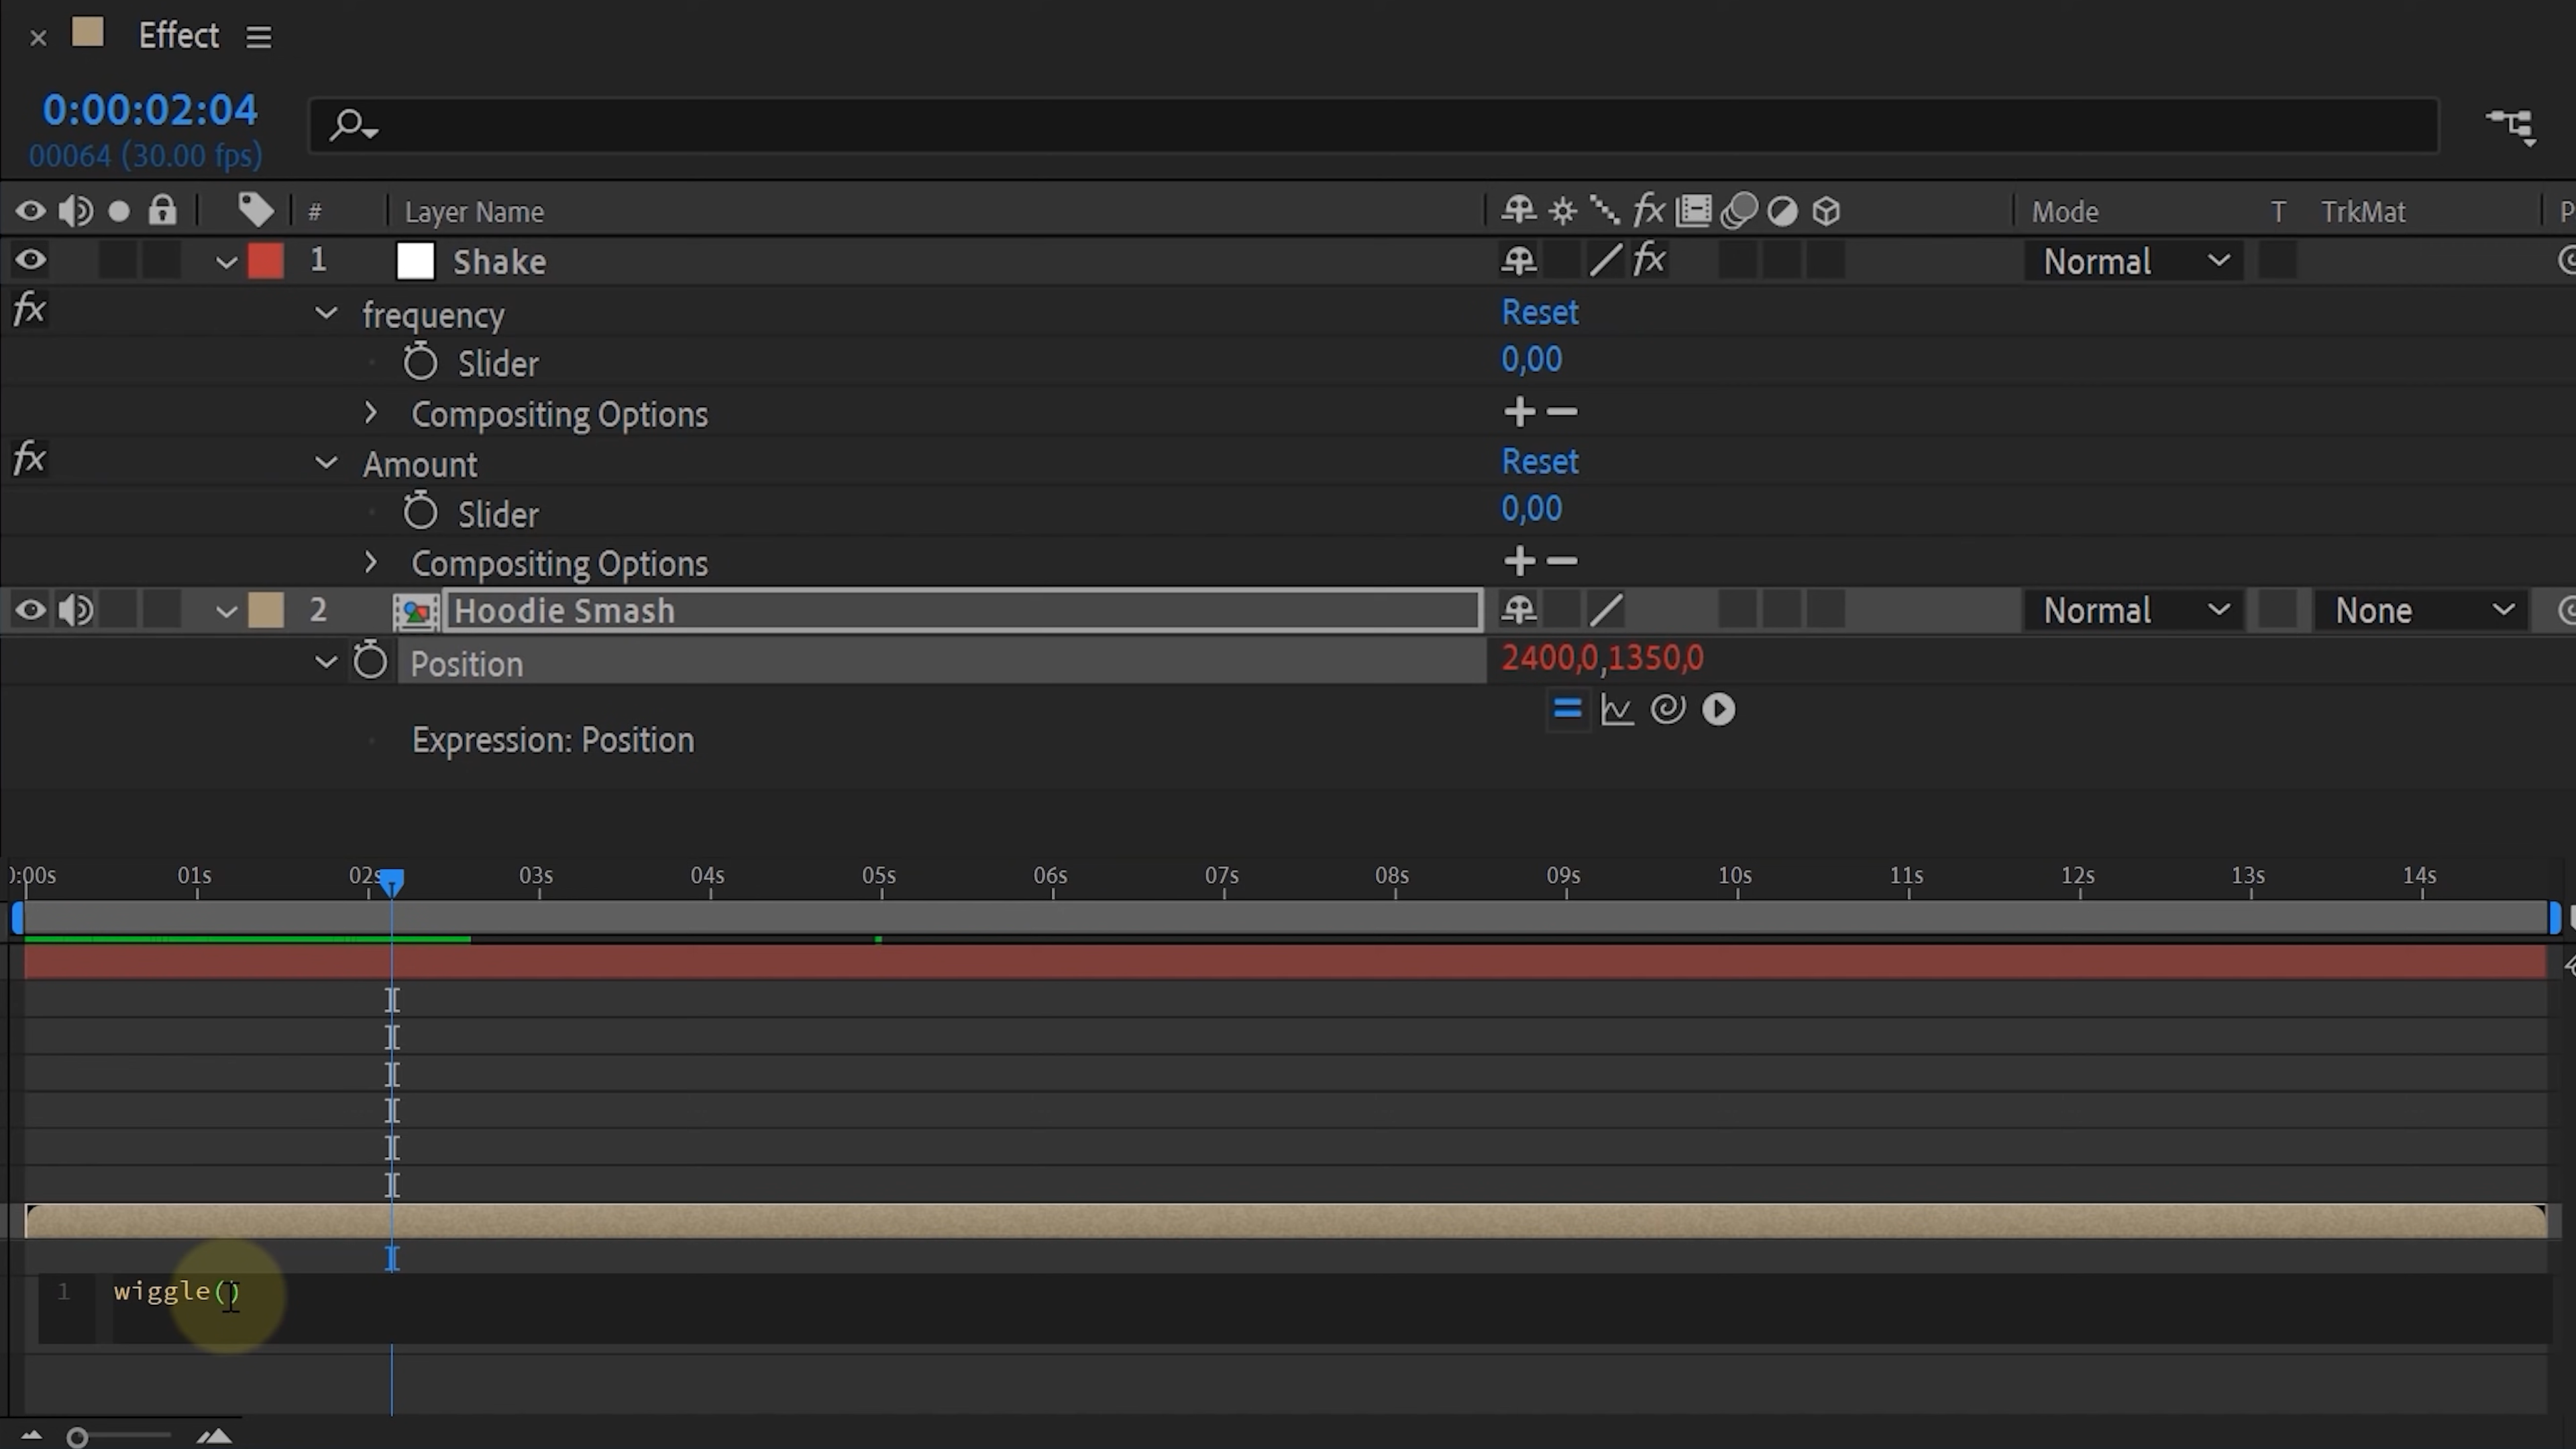 × Effect
0:00:02:04
00064 (30.00 fps)
# Layer Name Mode T TrkMat P
1 Shake fx Normal
fx frequency Reset
Slider 0,00
Compositing Options + −
fx Amount Reset
Slider 0,00
Compositing Options + −
2 Hoodie Smash Normal None
Position 2400,0,1350,0
Expression: Position
0:00s 01s 02s 03s 04s 05s 06s 07s 08s 09s 10s 11s 12s 13s 14s
1 wiggle()